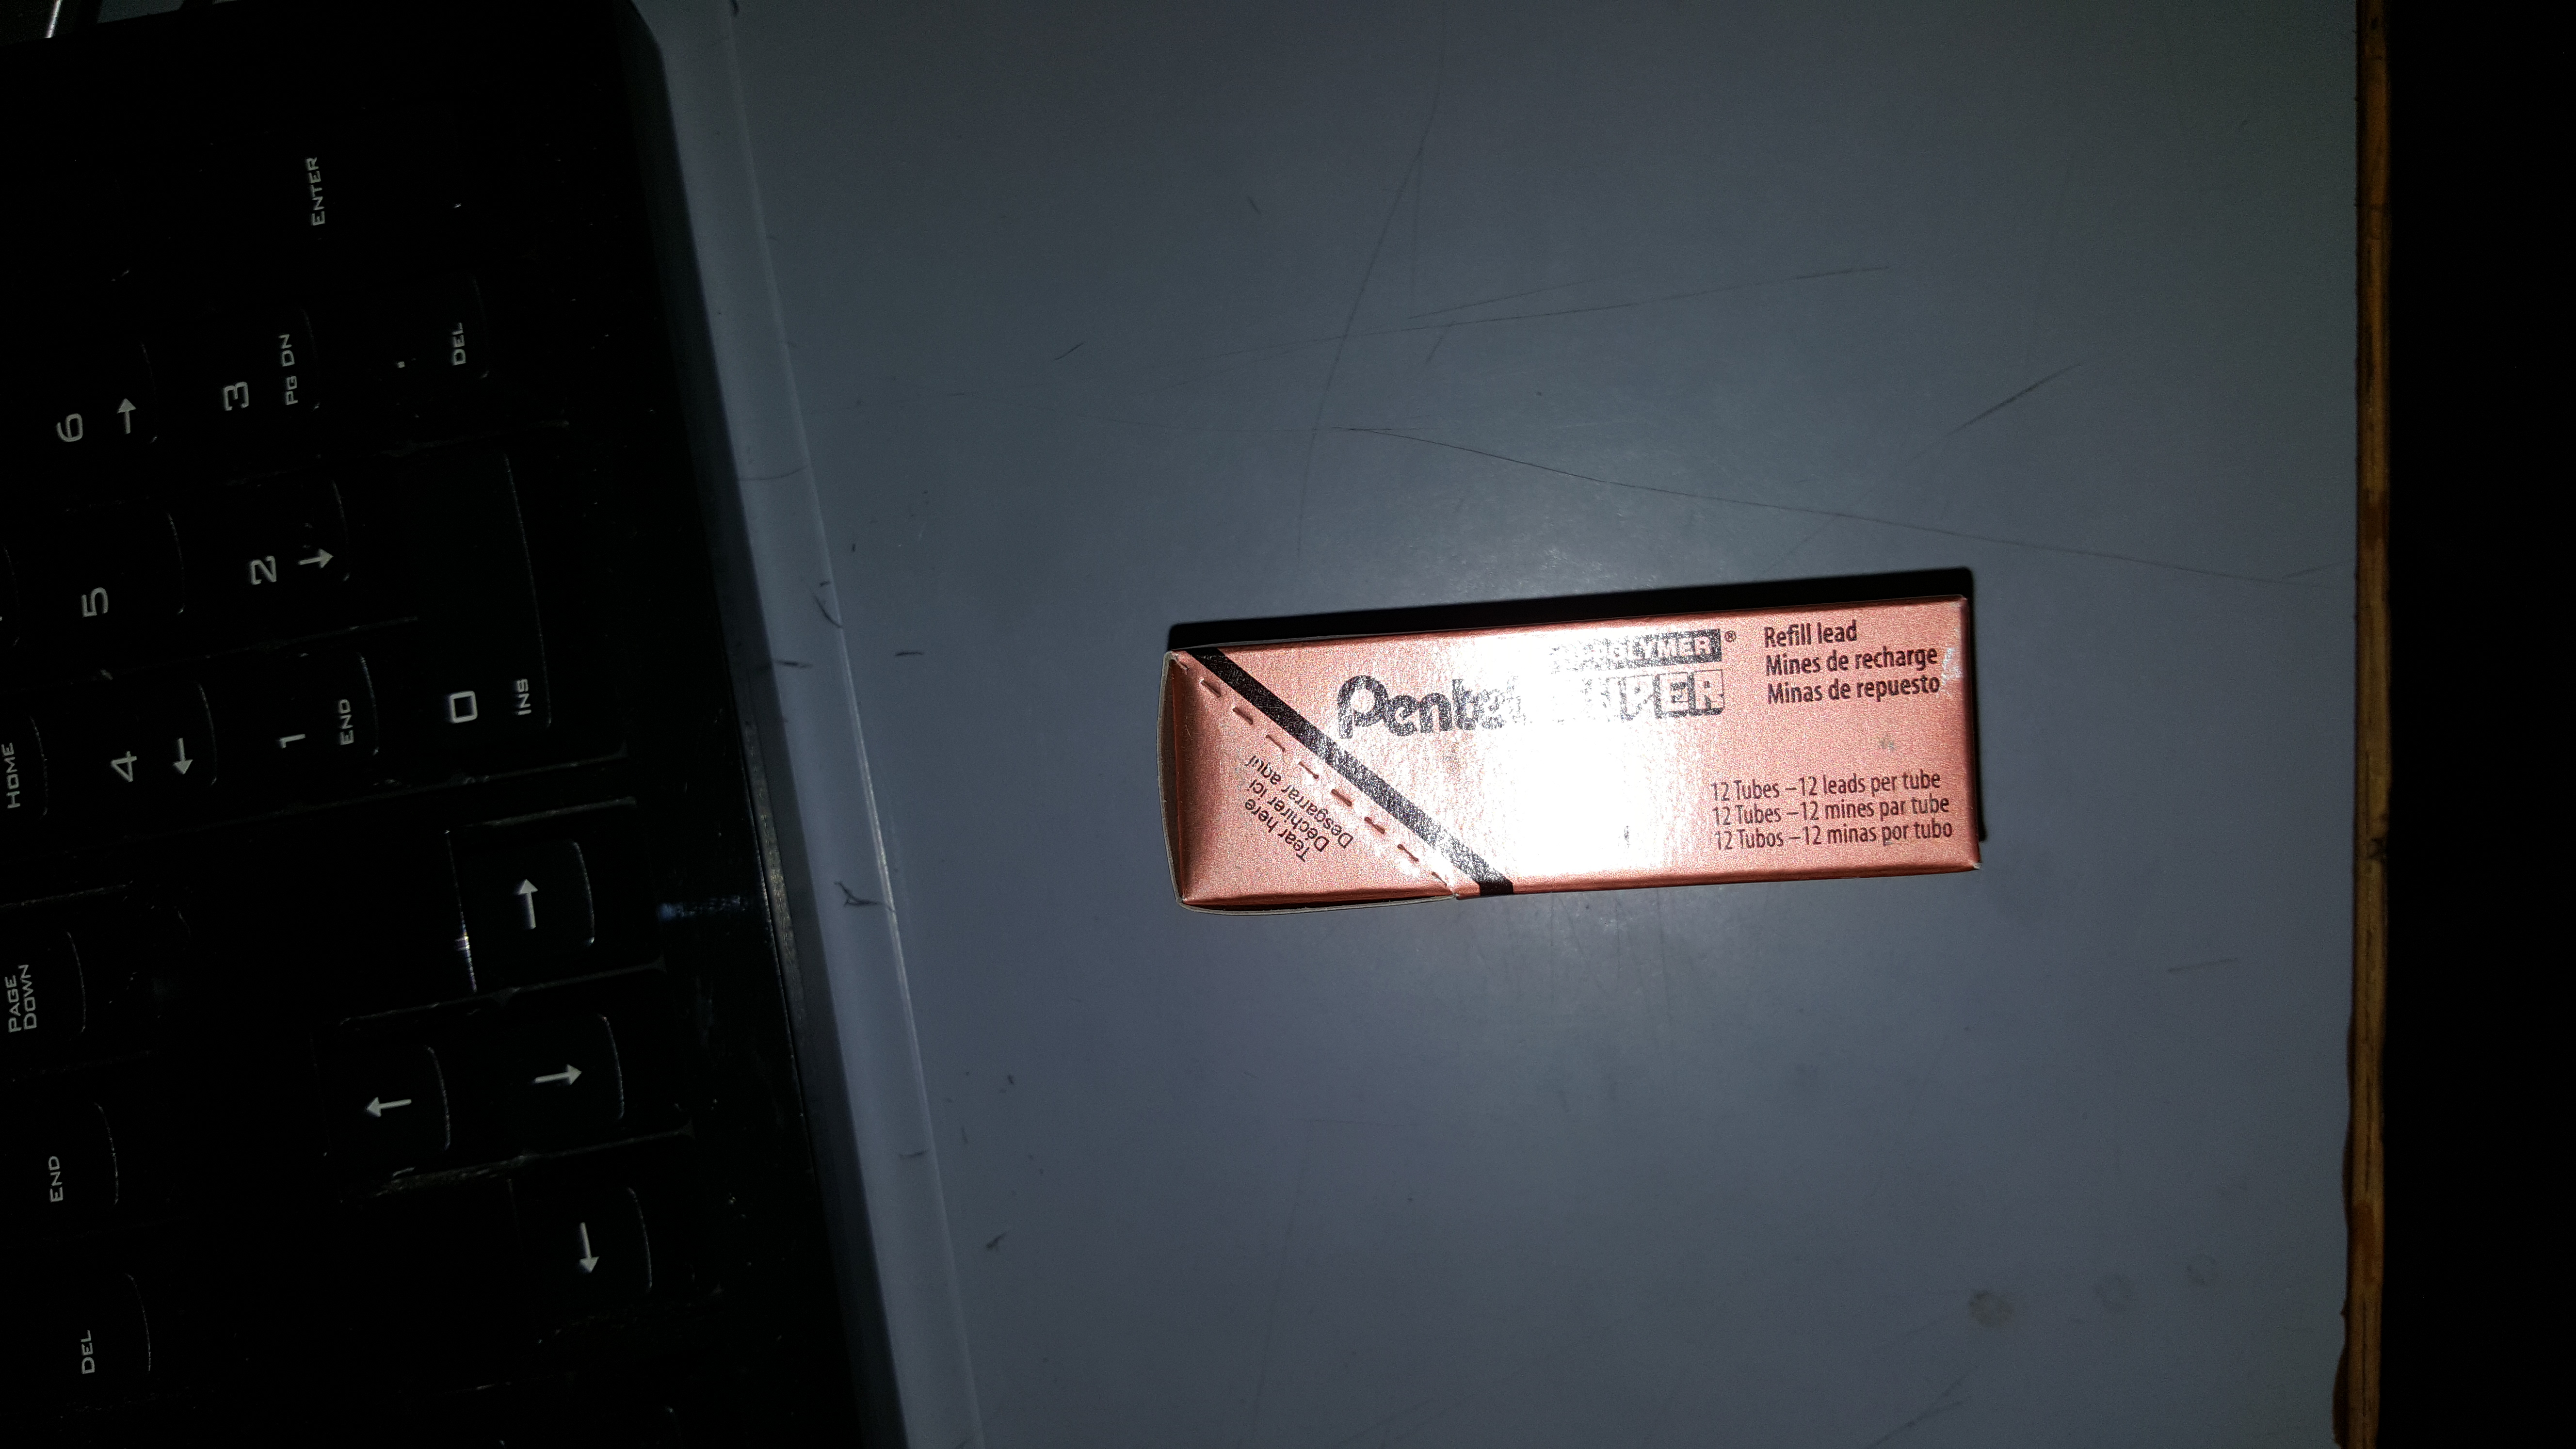 Pentel
POLYMER®
SUPER
Refill lead
Mines de recharge
Minas de repuesto
12 Tubes –12 leads per tube
12 Tubes –12 mines par tube
12 Tubos –12 minas por tubo
Tear here
Déchirer ici
Desgarrar aquí
ENTER
6 →
3
PG DN
.
DEL
5
2 ↓
4 ←
1
END
0
INS
HOME
PAGE
DOWN
END
DEL
→
↑
↓
←